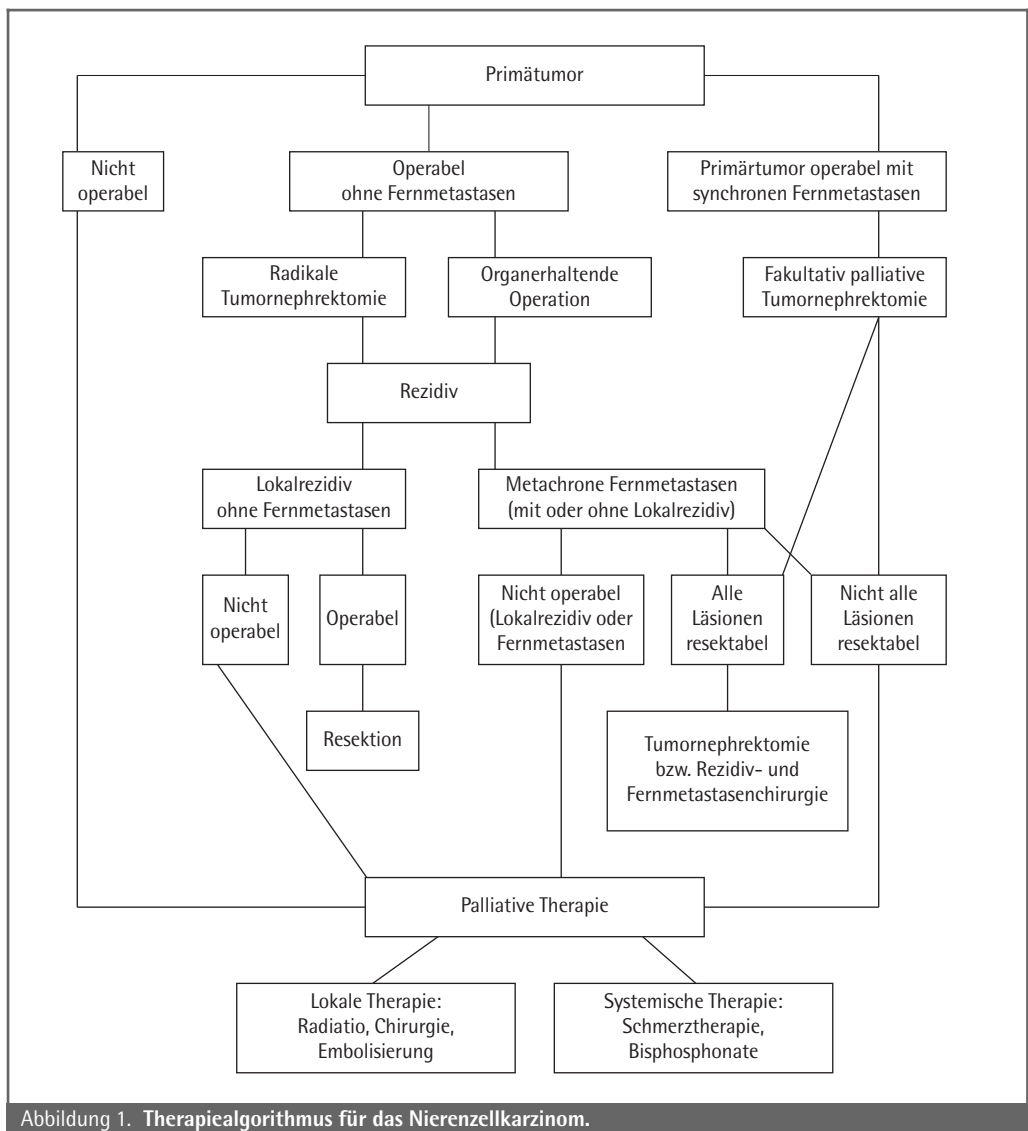 Primätumor
Nicht
operabel
Operabel
ohne Fernmetastasen
Primärtumor operabel mit
synchronen Fernmetastasen
Radikale
Tumornephrektomie
Organerhaltende
Operation
Fakultativ palliative
Tumornephrektomie
Rezidiv
Lokalrezidiv
ohne Fernmetastasen
Metachrone Fernmetastasen
(mit oder ohne Lokalrezidiv)
Nicht
operabel
Operabel
Nicht operabel
(Lokalrezidiv oder
Fernmetastasen
Alle
Läsionen
resektabel
Nicht alle
Läsionen
resektabel
Resektion
Tumornephrektomie
bzw. Rezidiv- und
Fernmetastasenchirurgie
Palliative Therapie
Lokale Therapie:
Radiatio, Chirurgie,
Embolisierung
Systemische Therapie:
Schmerztherapie,
Bisphosphonate
Abbildung 1. Therapiealgorithmus für das Nierenzellkarzinom.